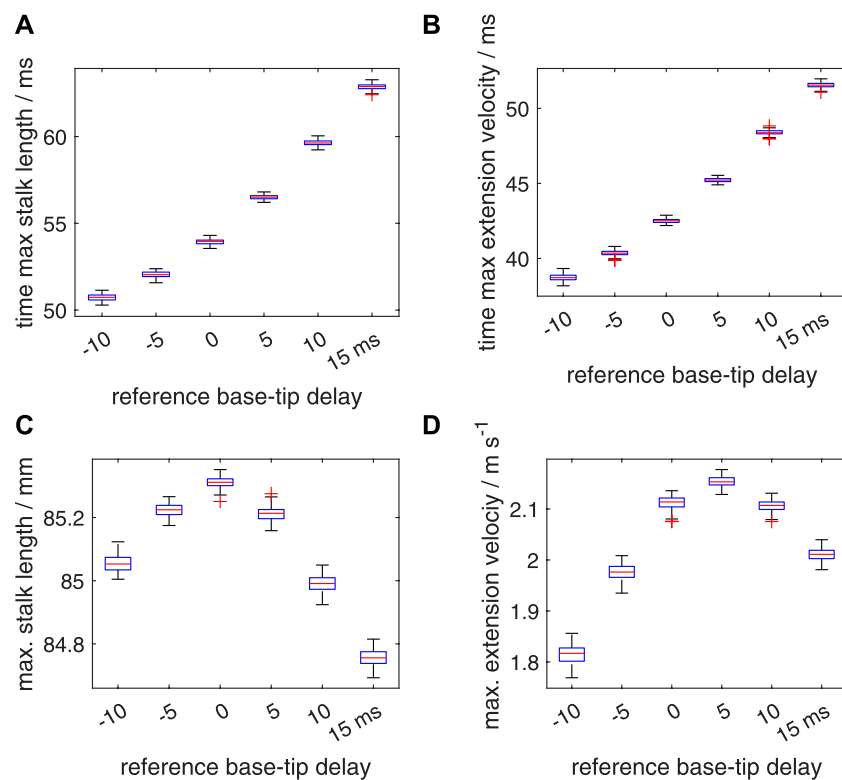 A
time max stalk length / ms
60
55
50
-10 -5 0 5 10 15 ms
reference base-tip delay
B
time max extension velocity / ms
50
45
40
-10 -5 0 5 10 15 ms
reference base-tip delay
C
max. stalk length / mm
85.2
85
84.8
-10 -5 0 5 10 15 ms
reference base-tip delay
D
max. extension velociy / m s⁻¹
2.1
2
1.9
1.8
-10 -5 0 5 10 15 ms
reference base-tip delay